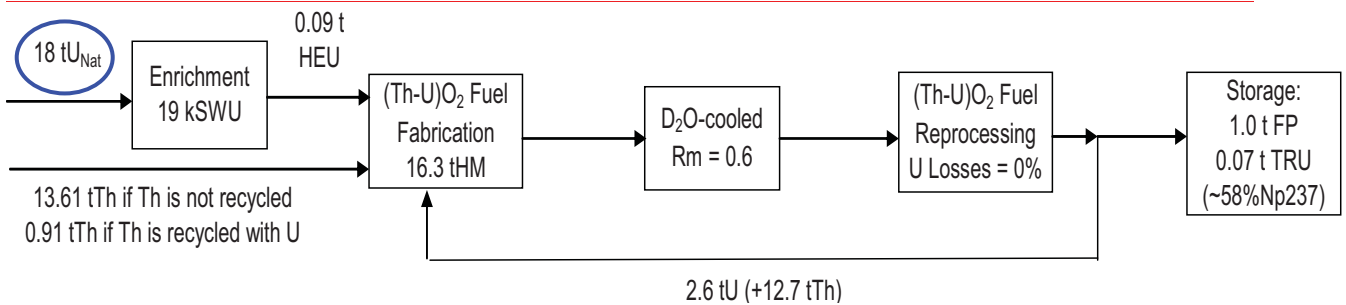 18 tU_Nat
Enrichment
19 kSWU
0.09 t
HEU
13.61 tTh if Th is not recycled
0.91 tTh if Th is recycled with U
(Th-U)O₂ Fuel
Fabrication
16.3 tHM
D₂O-cooled
Rm = 0.6
(Th-U)O₂ Fuel
Reprocessing
U Losses = 0%
Storage:
1.0 t FP
0.07 t TRU
(~58%Np237)
2.6 tU (+12.7 tTh)